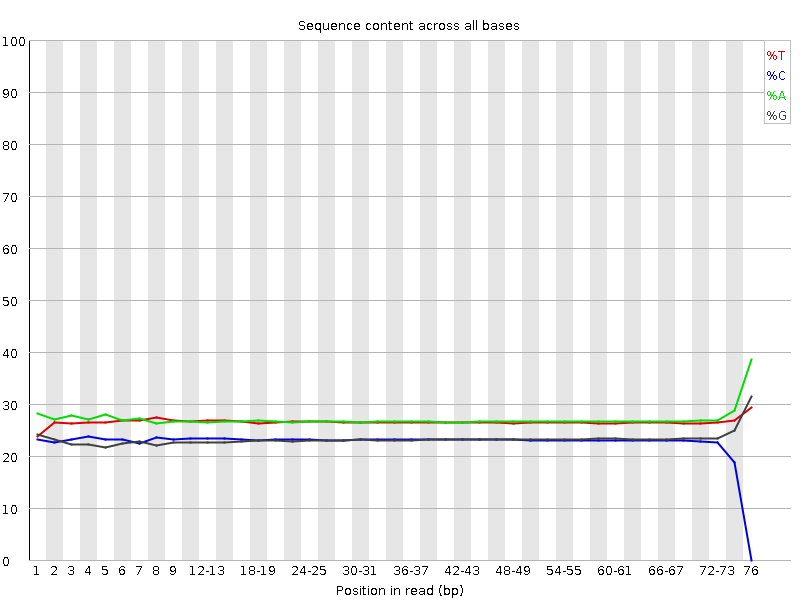 Sequence content across all bases
100
90
80
70
60
50
40
30
20
10
0
%T
%C
%A
%G
1 2 3 4 5 6 7 8 9 12-13 18-19 24-25 30-31 36-37 42-43 48-49 54-55 60-61 66-67 72-73 76
Position in read (bp)